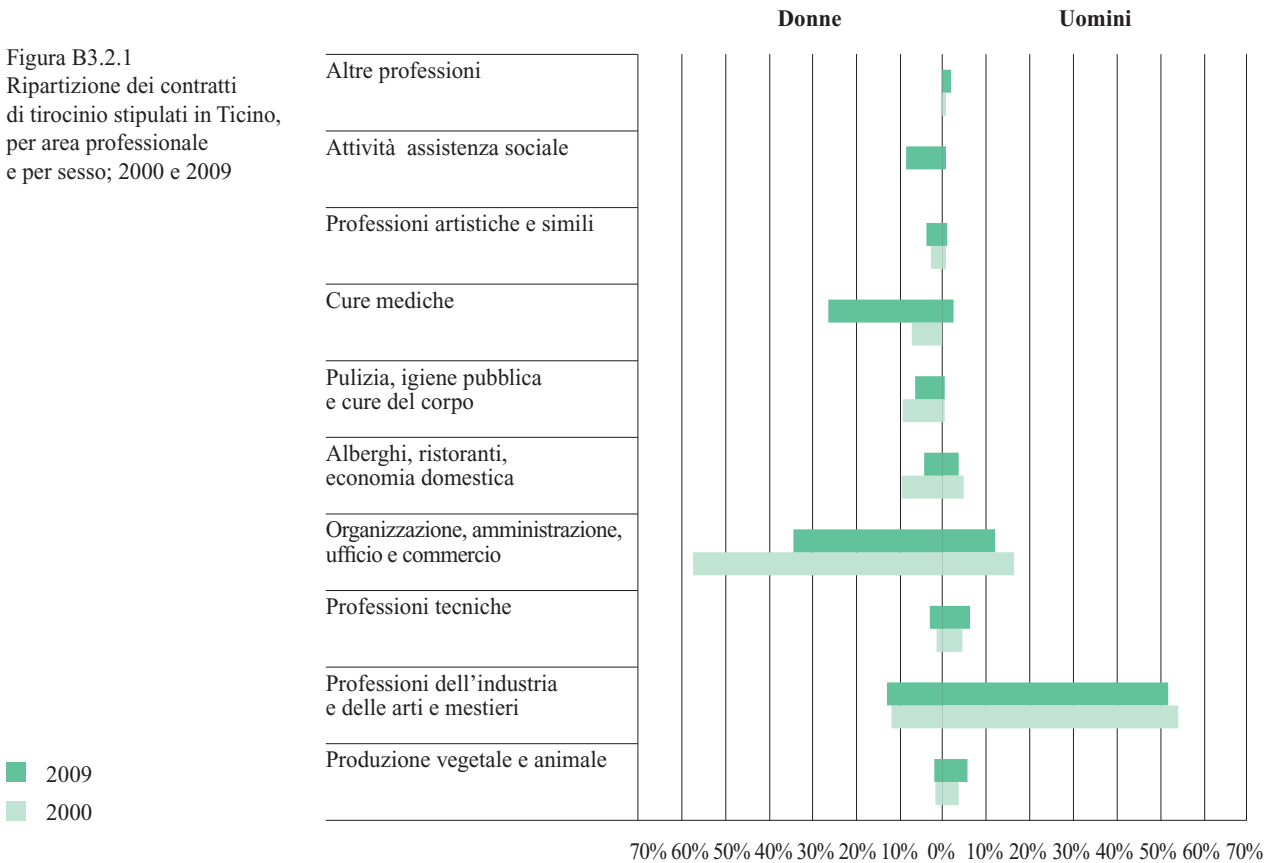 Donne
Uomini
Figura B3.2.1
Ripartizione dei contratti
di tirocinio stipulati in Ticino,
per area professionale
e per sesso; 2000 e 2009
Altre professioni
Attività assistenza sociale
Professioni artistiche e simili
Cure mediche
Pulizia, igiene pubblica
e cure del corpo
Alberghi, ristoranti,
economia domestica
Organizzazione, amministrazione,
ufficio e commercio
Professioni tecniche
Professioni dell'industria
e delle arti e mestieri
Produzione vegetale e animale
2009
2000
70% 60% 50% 40% 30% 20% 10% 0% 10% 20% 30% 40% 50% 60% 70%